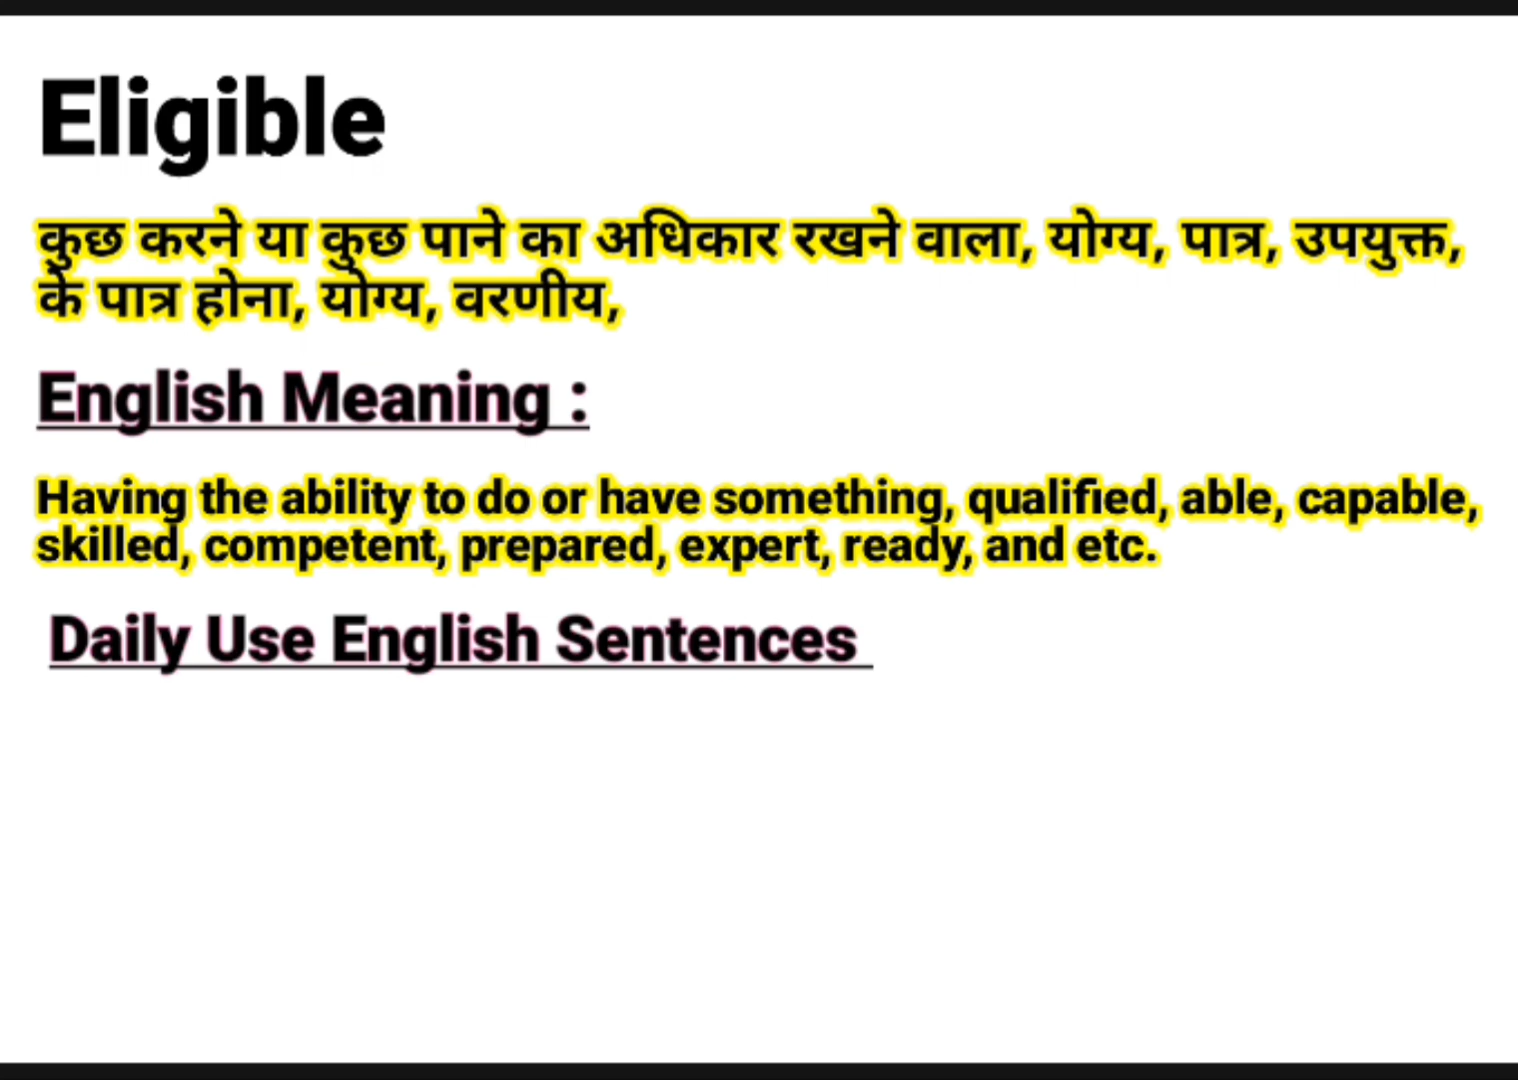 Eligible
कुछ करने या कुछ पाने का अधिकार रखने वाला, योग्य, पात्र, उपयुक्त,
के पात्र होना, योग्य, वरणीय,
English Meaning :
Having the ability to do or have something, qualified, able, capable,
skilled, competent, prepared, expert, ready, and etc.
Daily Use English Sentences